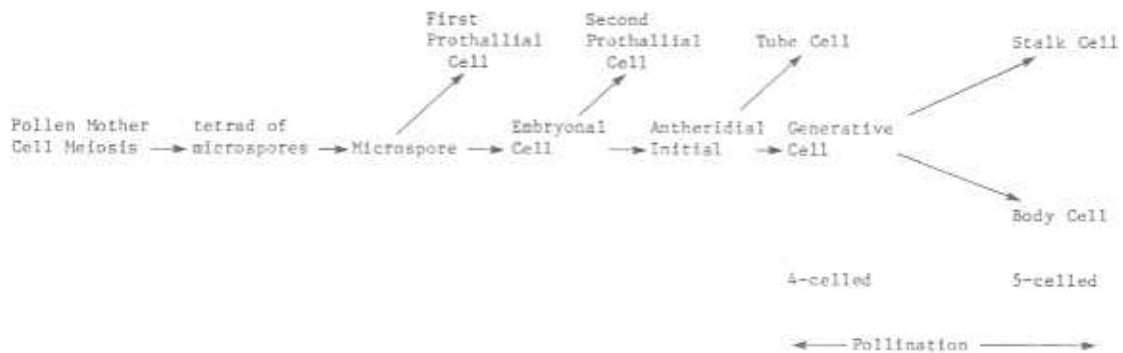 First
Prothallial
Cell
Second
Prothallial
Cell
Tube Cell
Stalk Cell
Pollen Mother
Cell Meiosis
tetrad of
microspores
Microspore
Embryonal
Cell
Antheridial
Initial
Generative
Cell
Body Cell
4-celled
5-celled
Pollination